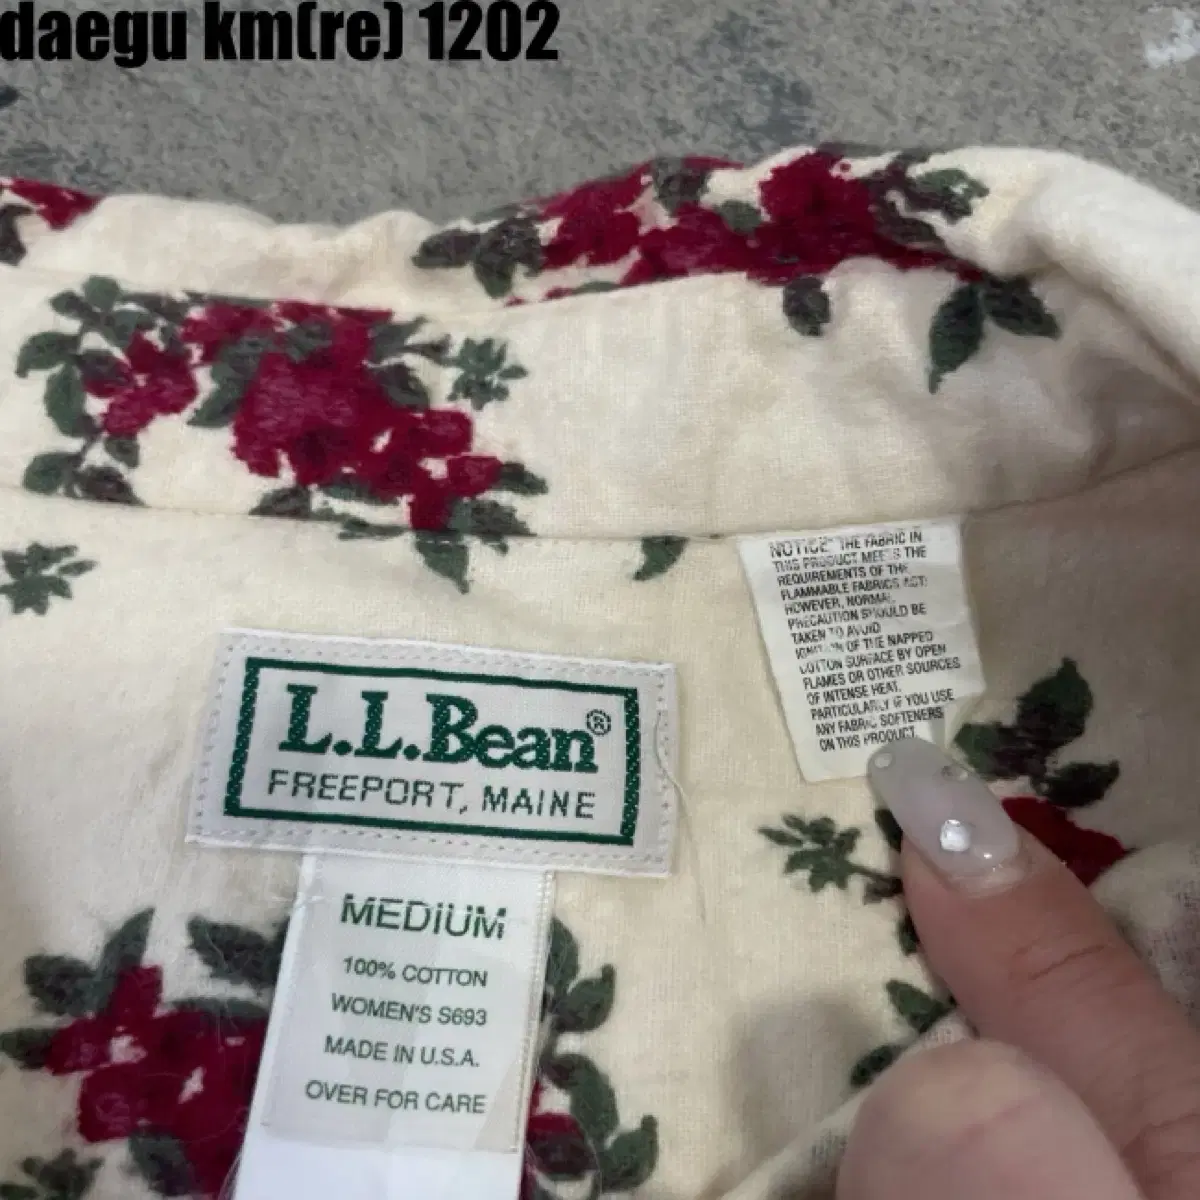 daegu km(re) 1202
NOTICE THE FABRIC IN
THIS PRODUCT MEETS THE
REQUIREMENTS OF THE
FLAMMABLE FABRICS ACT.
HOWEVER, NORMAL
PRECAUTION SHOULD BE
TAKEN TO AVOID
IGNITION OF THE NAPPED
COTTON SURFACE BY OPEN
FLAMES OR OTHER SOURCES
OF INTENSE HEAT.
PARTICULARLY IF YOU USE
ANY FABRIC SOFTENERS
ON THIS PRODUCT.
L.L.Bean®
FREEPORT, MAINE
MEDIUM
100% COTTON
WOMEN'S S693
MADE IN U.S.A.
OVER FOR CARE